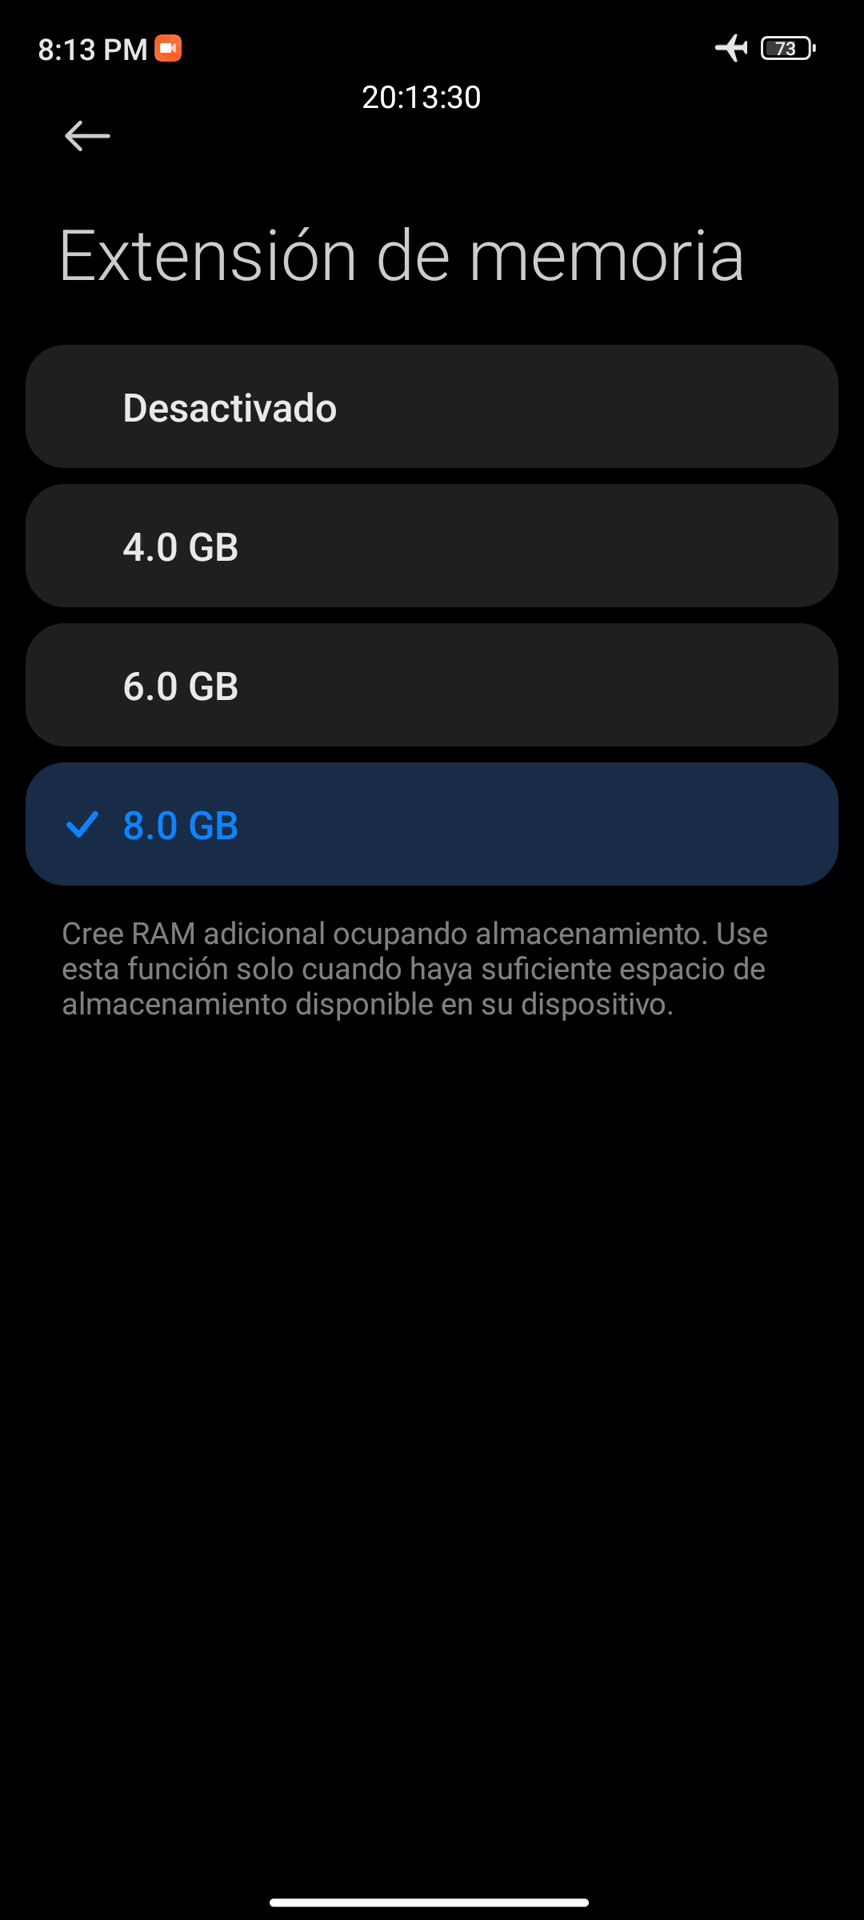 8:13 PM
73
20:13:30
Extensión de memoria
Desactivado
4.0 GB
6.0 GB
8.0 GB
Cree RAM adicional ocupando almacenamiento. Use
esta función solo cuando haya suficiente espacio de
almacenamiento disponible en su dispositivo.